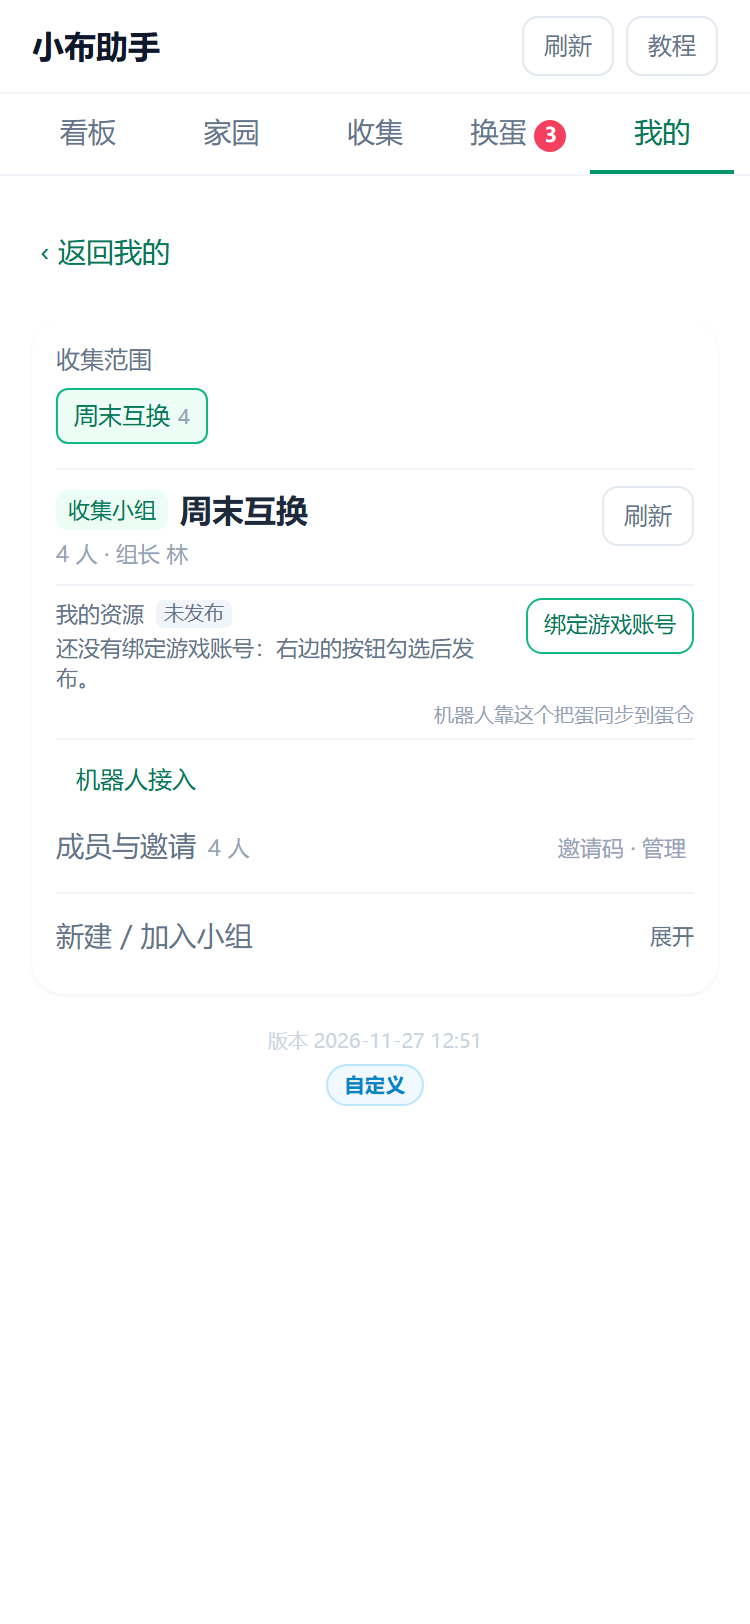 小布助手 刷新 教程
看板 家园 收集 换蛋 3 我的
‹ 返回我的
收集范围
周末互换 4
收集小组 周末互换 刷新
4 人 · 组长 林
我的资源 未发布 绑定游戏账号
还没有绑定游戏账号：右边的按钮勾选后发
布。
机器人靠这个把蛋同步到蛋仓
机器人接入
成员与邀请 4 人 邀请码 · 管理
新建 / 加入小组 展开
版本 2026-11-27 12:51
自定义